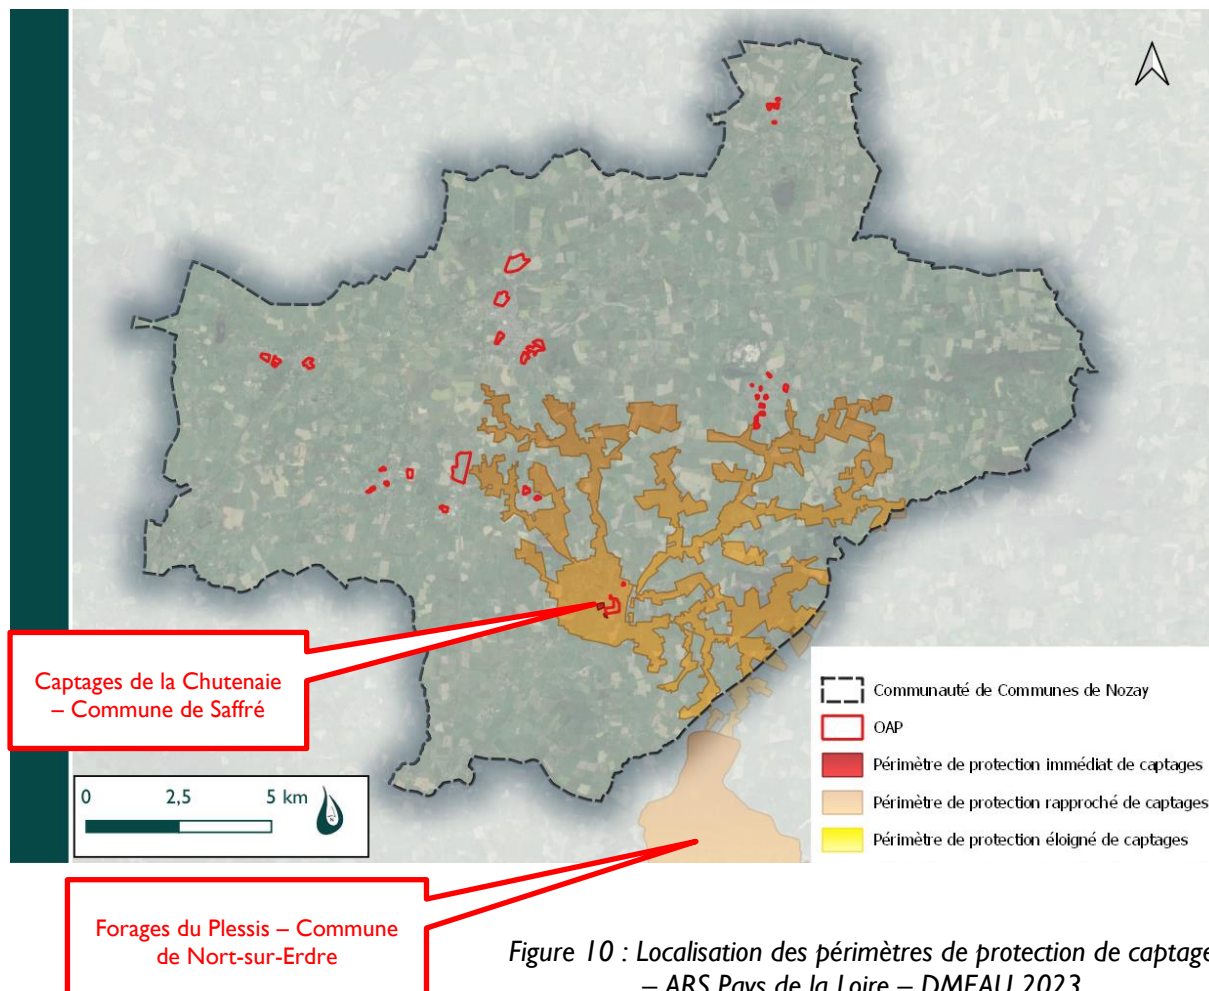 Captages de la Chutenaie
– Commune de Saffré
Communauté de Communes de Nozay
OAP
Périmètre de protection immédiat de captages
Périmètre de protection rapproché de captages
Périmètre de protection éloigné de captages
0 2,5 5 km
Forages du Plessis – Commune
de Nort-sur-Erdre
Figure 10 : Localisation des périmètres de protection de captage
– ARS Pays de la Loire – DMEAU 2023